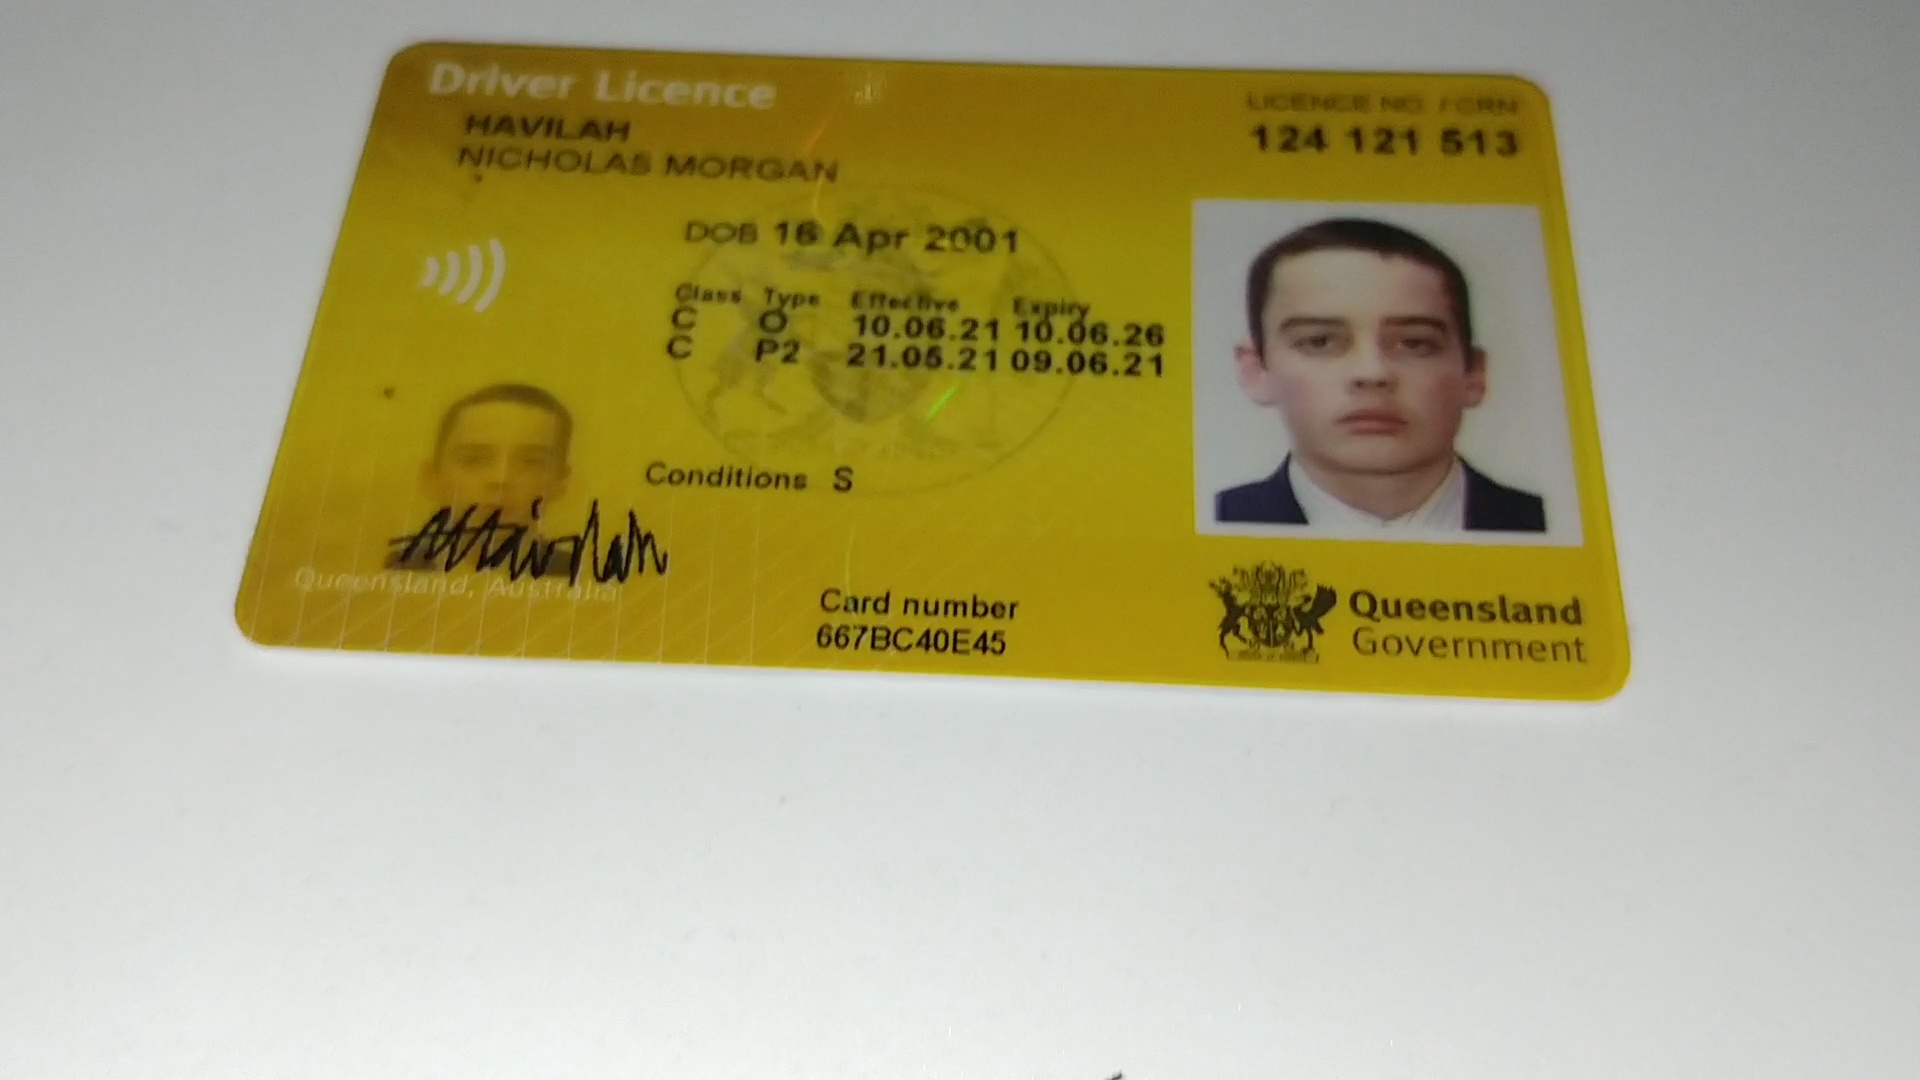 Driver Licence
HAVILAH
NICHOLAS MORGAN
LICENCE NO. / CRN
124 121 513
DOB 16 Apr 2001
Class Type Effective Expiry
C O 10.06.21 10.06.26
C P2 21.05.21 09.06.21
Conditions S
Queensland, Australia
Card number
667BC40E45
Queensland
Government